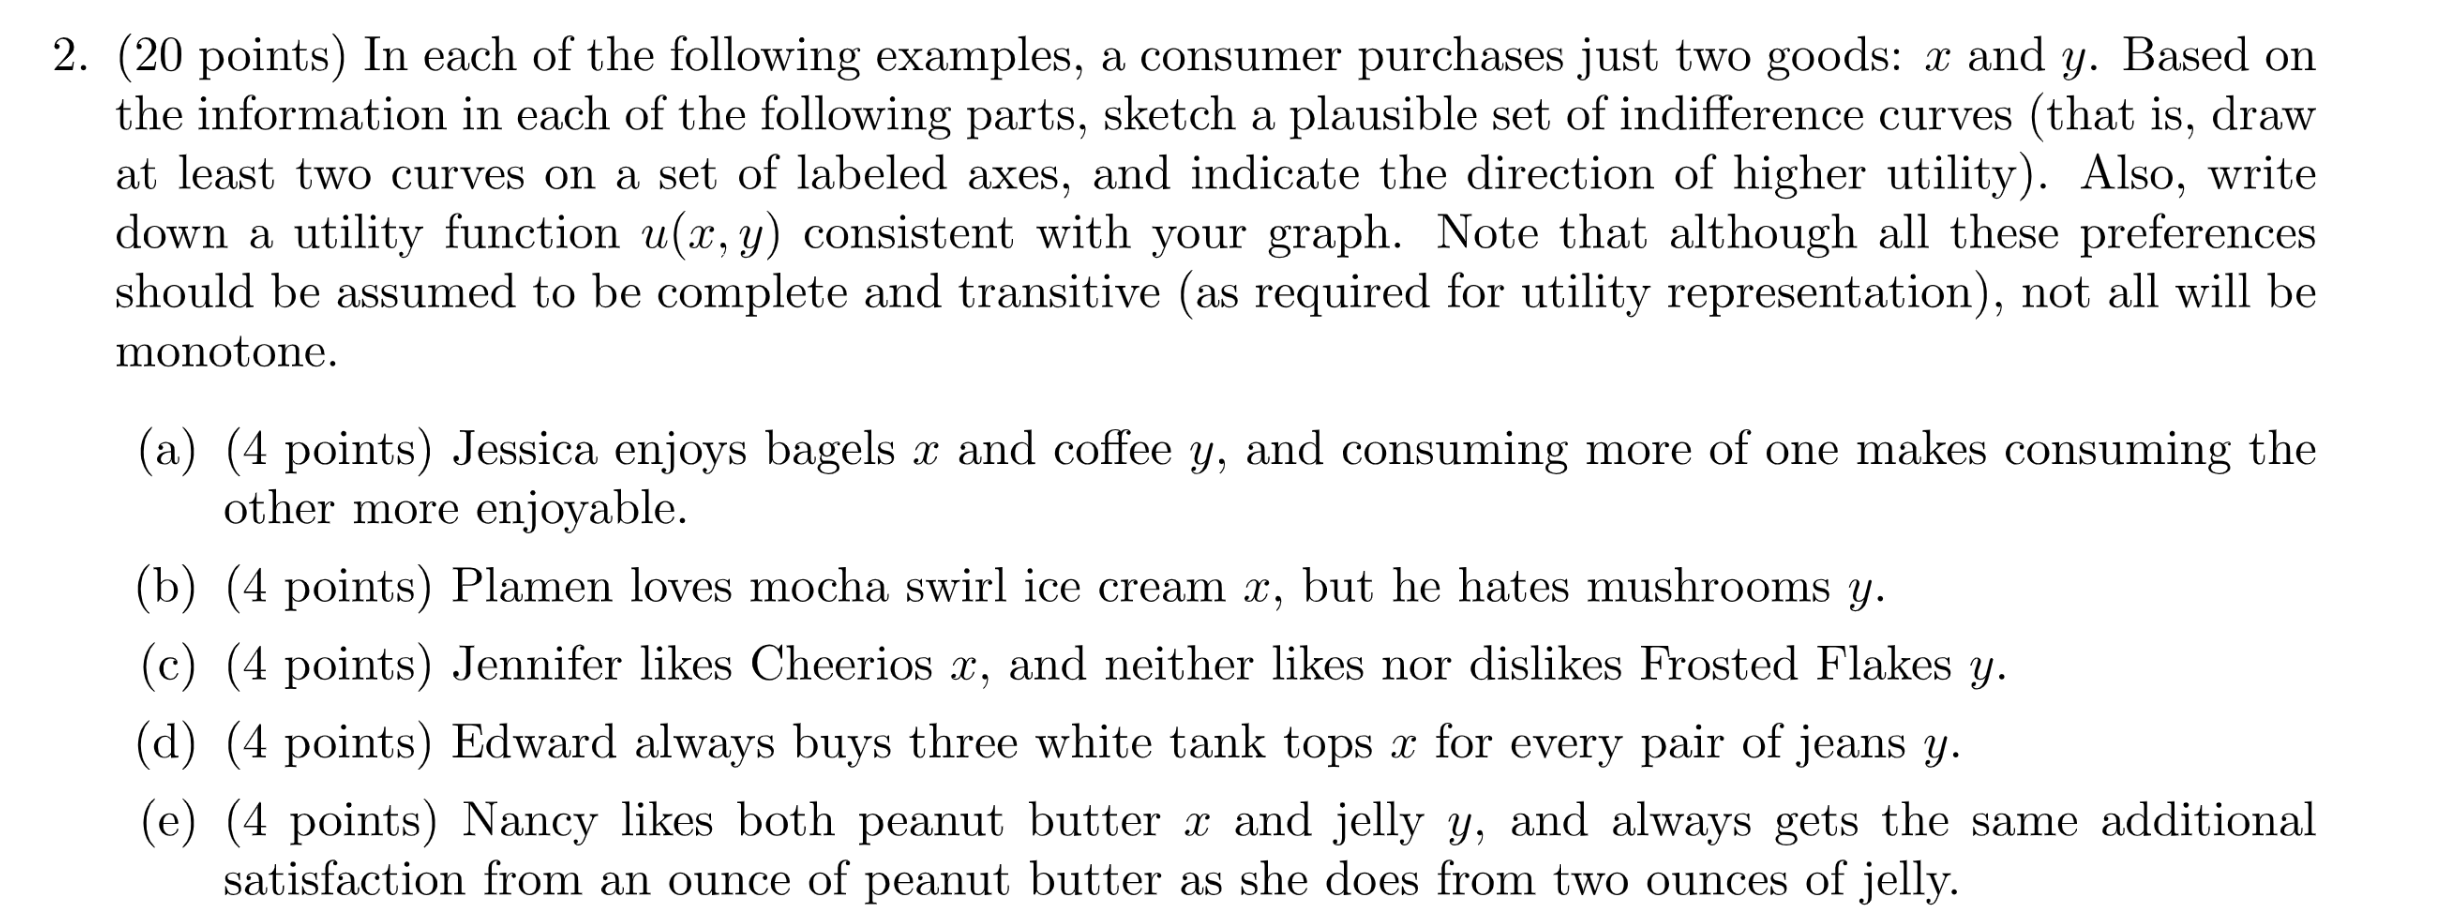 2. (20 points) In each of the following examples, a consumer purchases just two goods: x and y. Based on
the information in each of the following parts, sketch a plausible set of indifference curves (that is, draw
at least two curves on a set of labeled axes, and indicate the direction of higher utility). Also, write
down a utility function u(x, y) consistent with your graph. Note that although all these preferences
should be assumed to be complete and transitive (as required for utility representation), not all will be
monotone.
(a) (4 points) Jessica enjoys bagels x and coffee y, and consuming more of one makes consuming the
other more enjoyable.
(b) (4 points) Plamen loves mocha swirl ice cream x, but he hates mushrooms y.
(c) (4 points) Jennifer likes Cheerios x, and neither likes nor dislikes Frosted Flakes y.
(d) (4 points) Edward always buys three white tank tops x for every pair of jeans y.
(e) (4 points) Nancy likes both peanut butter x and jelly y, and always gets the same additional
satisfaction from an ounce of peanut butter as she does from two ounces of jelly.